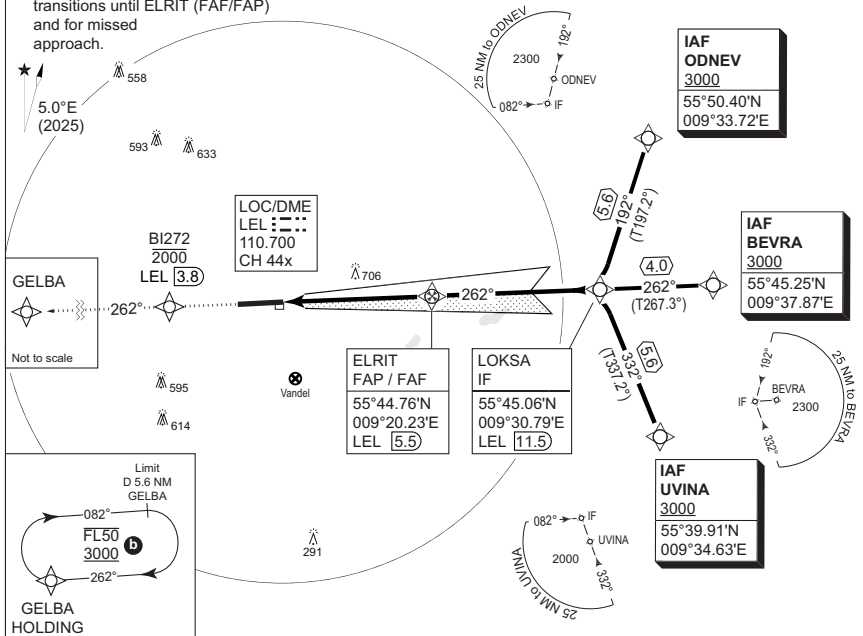 transitions until ELRIT (FAF/FAP)
and for missed
approach.
5.0°E
(2025)
558
593
633
25 NM to ODNEV
192°
2300
ODNEV
082°
IF
IAF
ODNEV
3000
55°50.40'N
009°33.72'E
LOC/DME
LEL
110.700
CH 44x
BI272
2000
LEL 3.8
706
5.6
192°
(T197.2°)
IAF
BEVRA
3000
55°45.25'N
009°37.87'E
GELBA
262°
Not to scale
262°
4.0
262°
(T267.3°)
595
614
Vandel
ELRIT
FAP / FAF
55°44.76'N
009°20.23'E
LEL 5.5
LOKSA
IF
55°45.06'N
009°30.79'E
LEL 11.5
5.6
332°
(T337.2°)
192°
25 NM to BEVRA
IF
BEVRA
2300
332°
IAF
UVINA
3000
55°39.91'N
009°34.63'E
Limit
D 5.6 NM
GELBA
082°
FL50
3000
b
262°
GELBA
HOLDING
291
082°
IF
UVINA
2000
332°
25 NM to UVINA